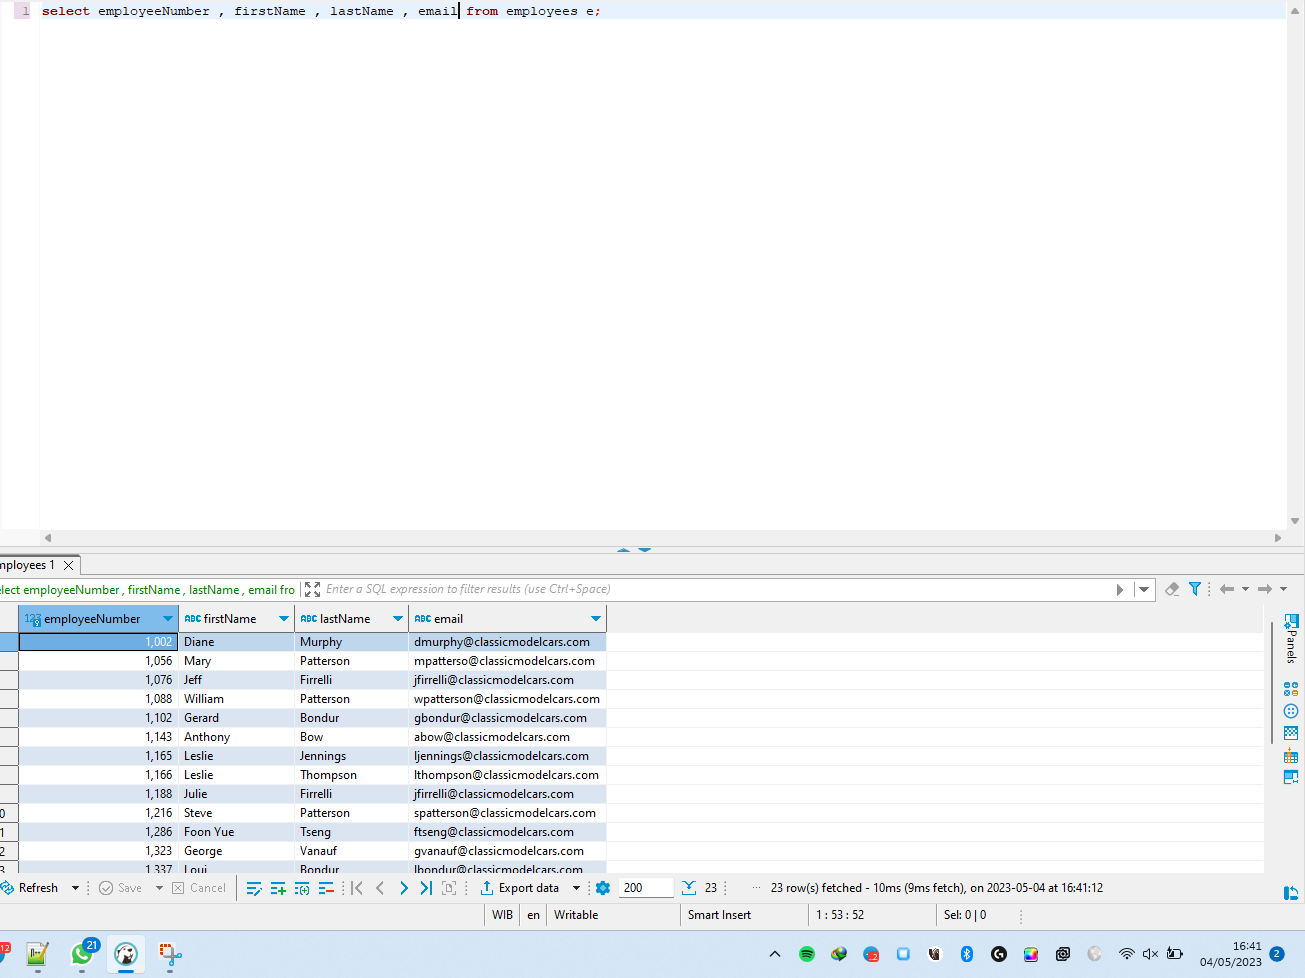 1 select employeeNumber , firstName , lastName , email from employees e;
mployees 1
elect employeeNumber , firstName , lastName , email fro Enter a SQL expression to filter results (use Ctrl+Space)
123 employeeNumber ABC firstName ABC lastName ABC email
1,002 Diane Murphy dmurphy@classicmodelcars.com
1,056 Mary Patterson mpatterso@classicmodelcars.com
1,076 Jeff Firrelli jfirrelli@classicmodelcars.com
1,088 William Patterson wpatterson@classicmodelcars.com
1,102 Gerard Bondur gbondur@classicmodelcars.com
1,143 Anthony Bow abow@classicmodelcars.com
1,165 Leslie Jennings ljennings@classicmodelcars.com
1,166 Leslie Thompson lthompson@classicmodelcars.com
1,188 Julie Firrelli jfirrelli@classicmodelcars.com
0 1,216 Steve Patterson spatterson@classicmodelcars.com
1 1,286 Foon Yue Tseng ftseng@classicmodelcars.com
2 1,323 George Vanauf gvanauf@classicmodelcars.com
3 1,337 Loui Bondur lbondur@classicmodelcars.com
Panels
Refresh Save Cancel Export data 200 23 ... 23 row(s) fetched - 10ms (9ms fetch), on 2023-05-04 at 16:41:12
WIB en Writable Smart Insert 1 : 53 : 52 Sel: 0 | 0
12 21 16:41
04/05/2023 2